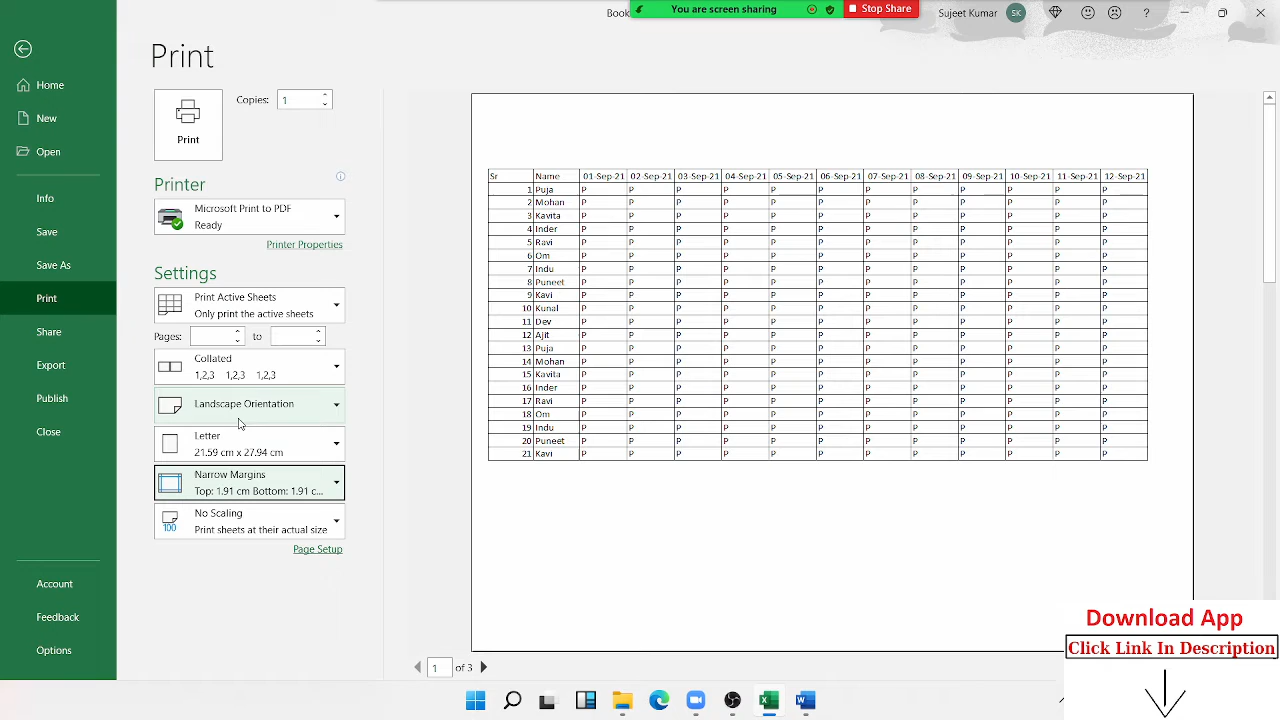 Book
You are screen sharing
Stop Share
Sujeet Kumar
SK
?
Print
Home
New
Open
Info
Save
Save As
Print
Share
Export
Publish
Close
Account
Feedback
Options
Print
Copies: 1
Printer
Microsoft Print to PDF
Ready
Printer Properties
Settings
Print Active Sheets
Only print the active sheets
Pages: to
Collated
1,2,3 1,2,3 1,2,3
Landscape Orientation
Letter
21.59 cm x 27.94 cm
Narrow Margins
Top: 1.91 cm Bottom: 1.91 c...
100
No Scaling
Print sheets at their actual size
Page Setup
Sr Name 01-Sep-21 02-Sep-21 03-Sep-21 04-Sep-21 05-Sep-21 06-Sep-21 07-Sep-21 08-Sep-21 09-Sep-21 10-Sep-21 11-Sep-21 12-Sep-21
1 Puja P P P P P P P P P P P P
2 Mohan P P P P P P P P P P P P
3 Kavita P P P P P P P P P P P P
4 Inder P P P P P P P P P P P P
5 Ravi P P P P P P P P P P P P
6 Om P P P P P P P P P P P P
7 Indu P P P P P P P P P P P P
8 Puneet P P P P P P P P P P P P
9 Kavi P P P P P P P P P P P P
10 Kunal P P P P P P P P P P P P
11 Dev P P P P P P P P P P P P
12 Ajit P P P P P P P P P P P P
13 Puja P P P P P P P P P P P P
14 Mohan P P P P P P P P P P P P
15 Kavita P P P P P P P P P P P P
16 Inder P P P P P P P P P P P P
17 Ravi P P P P P P P P P P P P
18 Om P P P P P P P P P P P P
19 Indu P P P P P P P P P P P P
20 Puneet P P P P P P P P P P P P
21 Kavi P P P P P P P P P P P P
1 of 3
Download App
Click Link In Description